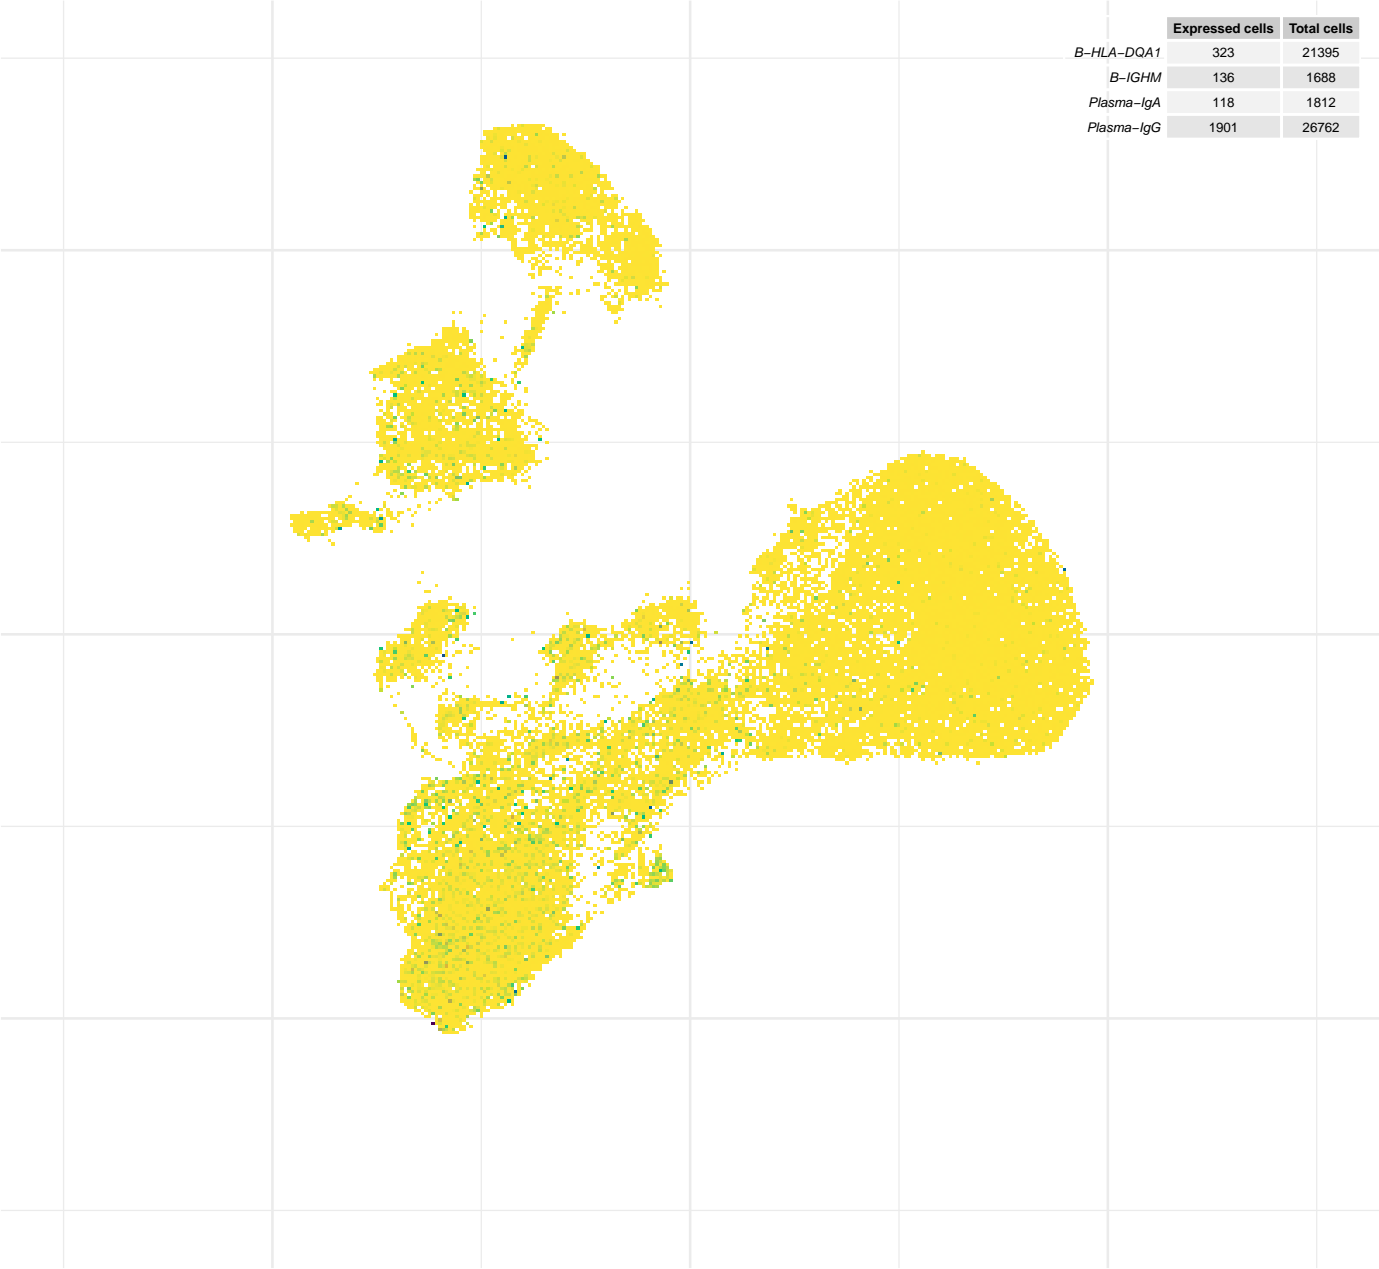 Expressed cells Total cells
B−HLA−DQA1 323 21395
B−IGHM 136 1688
Plasma−IgA 118 1812
Plasma−IgG 1901 26762